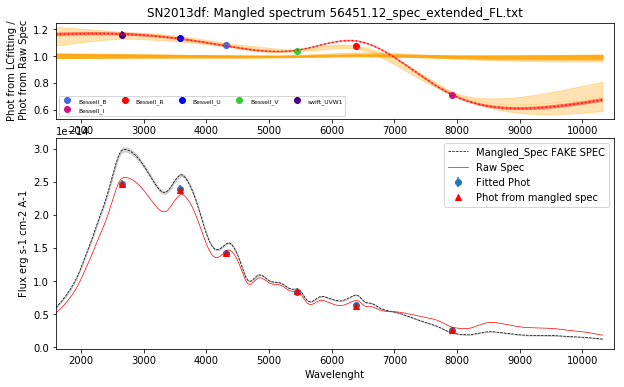 SN2013df: Mangled spectrum 56451.12_spec_extended_FL.txt
Phot from LCfitting /
Phot from Raw Spec
1.2
1.0
0.8
0.6
Bessell_B
Bessell_R
Bessell_U
Bessell_V
swift_UVW1
Bessell_I
2000 3000 4000 5000 6000 7000 8000 9000 10000
1e−14
Flux erg s-1 cm-2 A-1
3.0
2.5
2.0
1.5
1.0
0.5
0.0
Mangled_Spec FAKE SPEC
Raw Spec
Fitted Phot
Phot from mangled spec
2000 3000 4000 5000 6000 7000 8000 9000 10000
Wavelenght